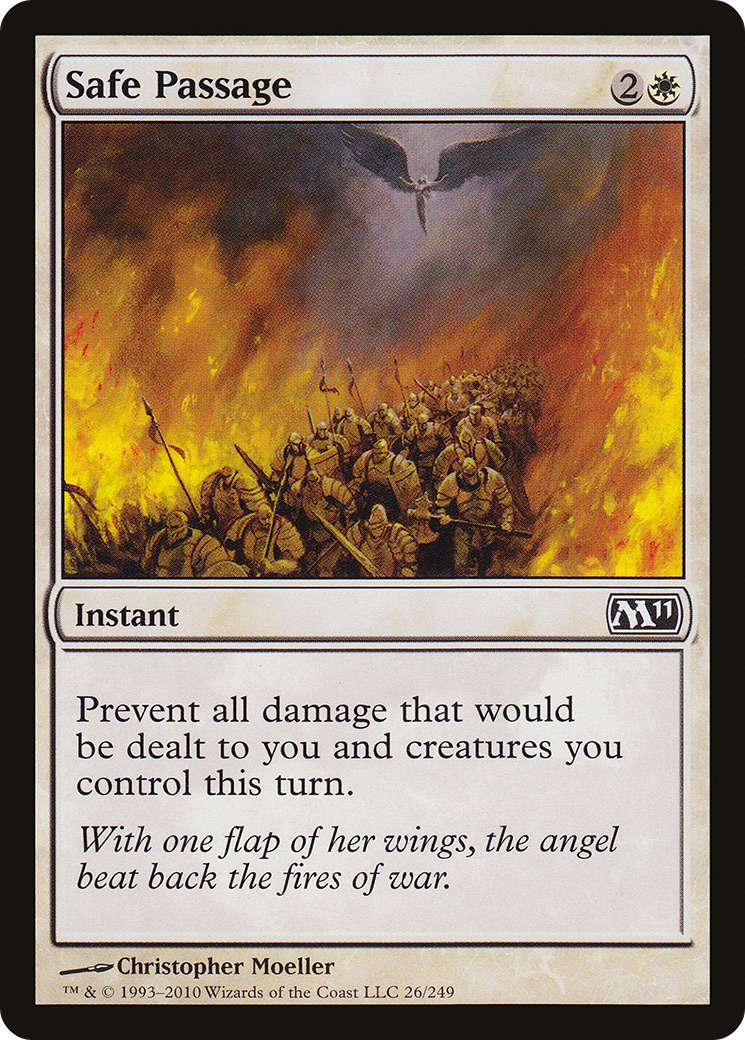 Safe Passage 2
Instant M11
Prevent all damage that would
be dealt to you and creatures you
control this turn.
With one flap of her wings, the angel
beat back the fires of war.
Christopher Moeller
™ & © 1993–2010 Wizards of the Coast LLC 26/249